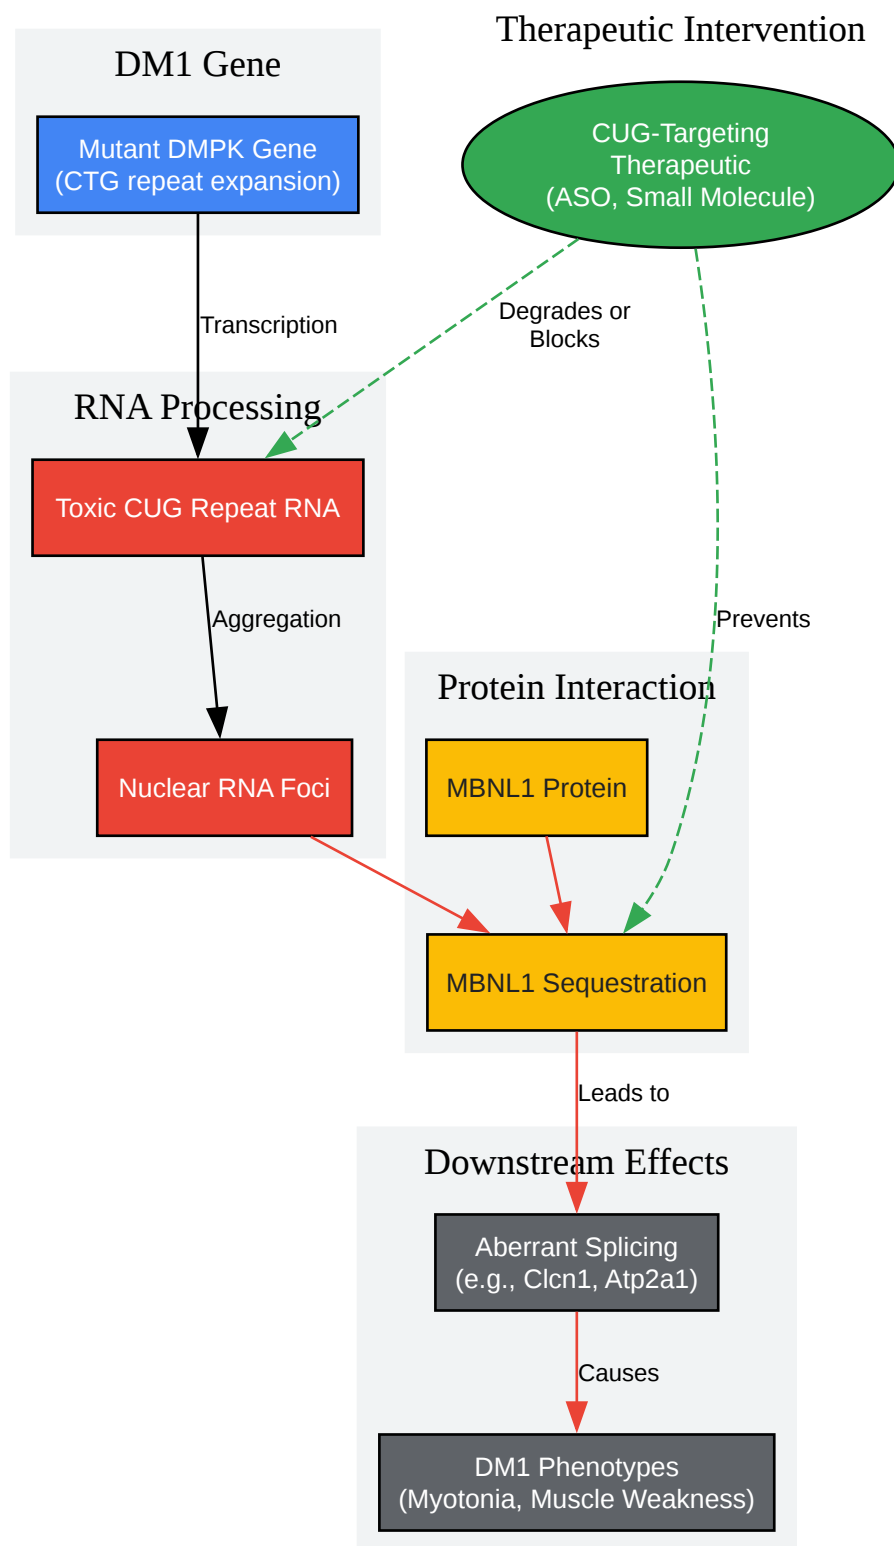 Therapeutic Intervention
DM1 Gene
Mutant DMPK Gene
(CTG repeat expansion)
CUG-Targeting
Therapeutic
(ASO, Small Molecule)
Transcription
Degrades or
Blocks
RNA Processing
Toxic CUG Repeat RNA
Aggregation
Prevents
Protein Interaction
Nuclear RNA Foci
MBNL1 Protein
MBNL1 Sequestration
Leads to
Downstream Effects
Aberrant Splicing
(e.g., Clcn1, Atp2a1)
Causes
DM1 Phenotypes
(Myotonia, Muscle Weakness)